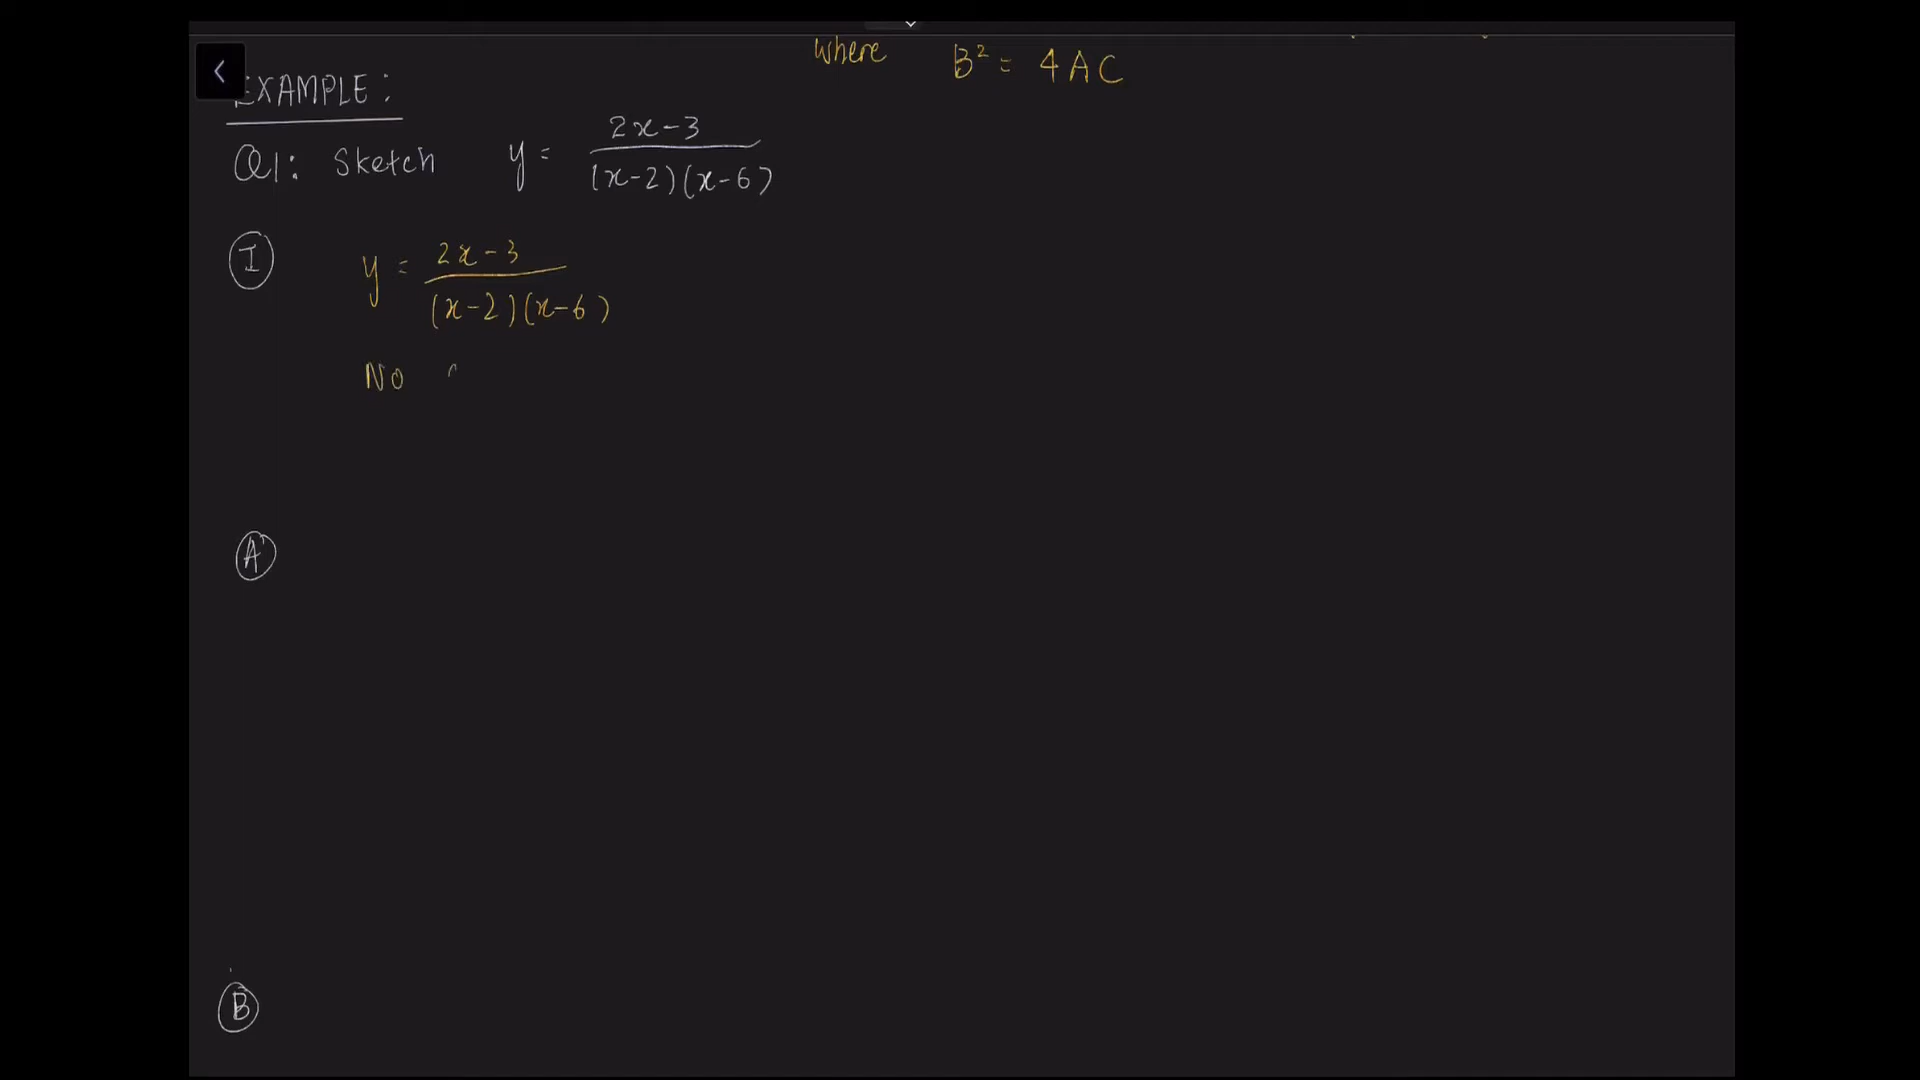 where B² = 4AC
EXAMPLE:
Q1: Sketch y = (2x-3)/((x-2)(x-6))
I y = (2x-3)/((x-2)(x-6))
No
A
B